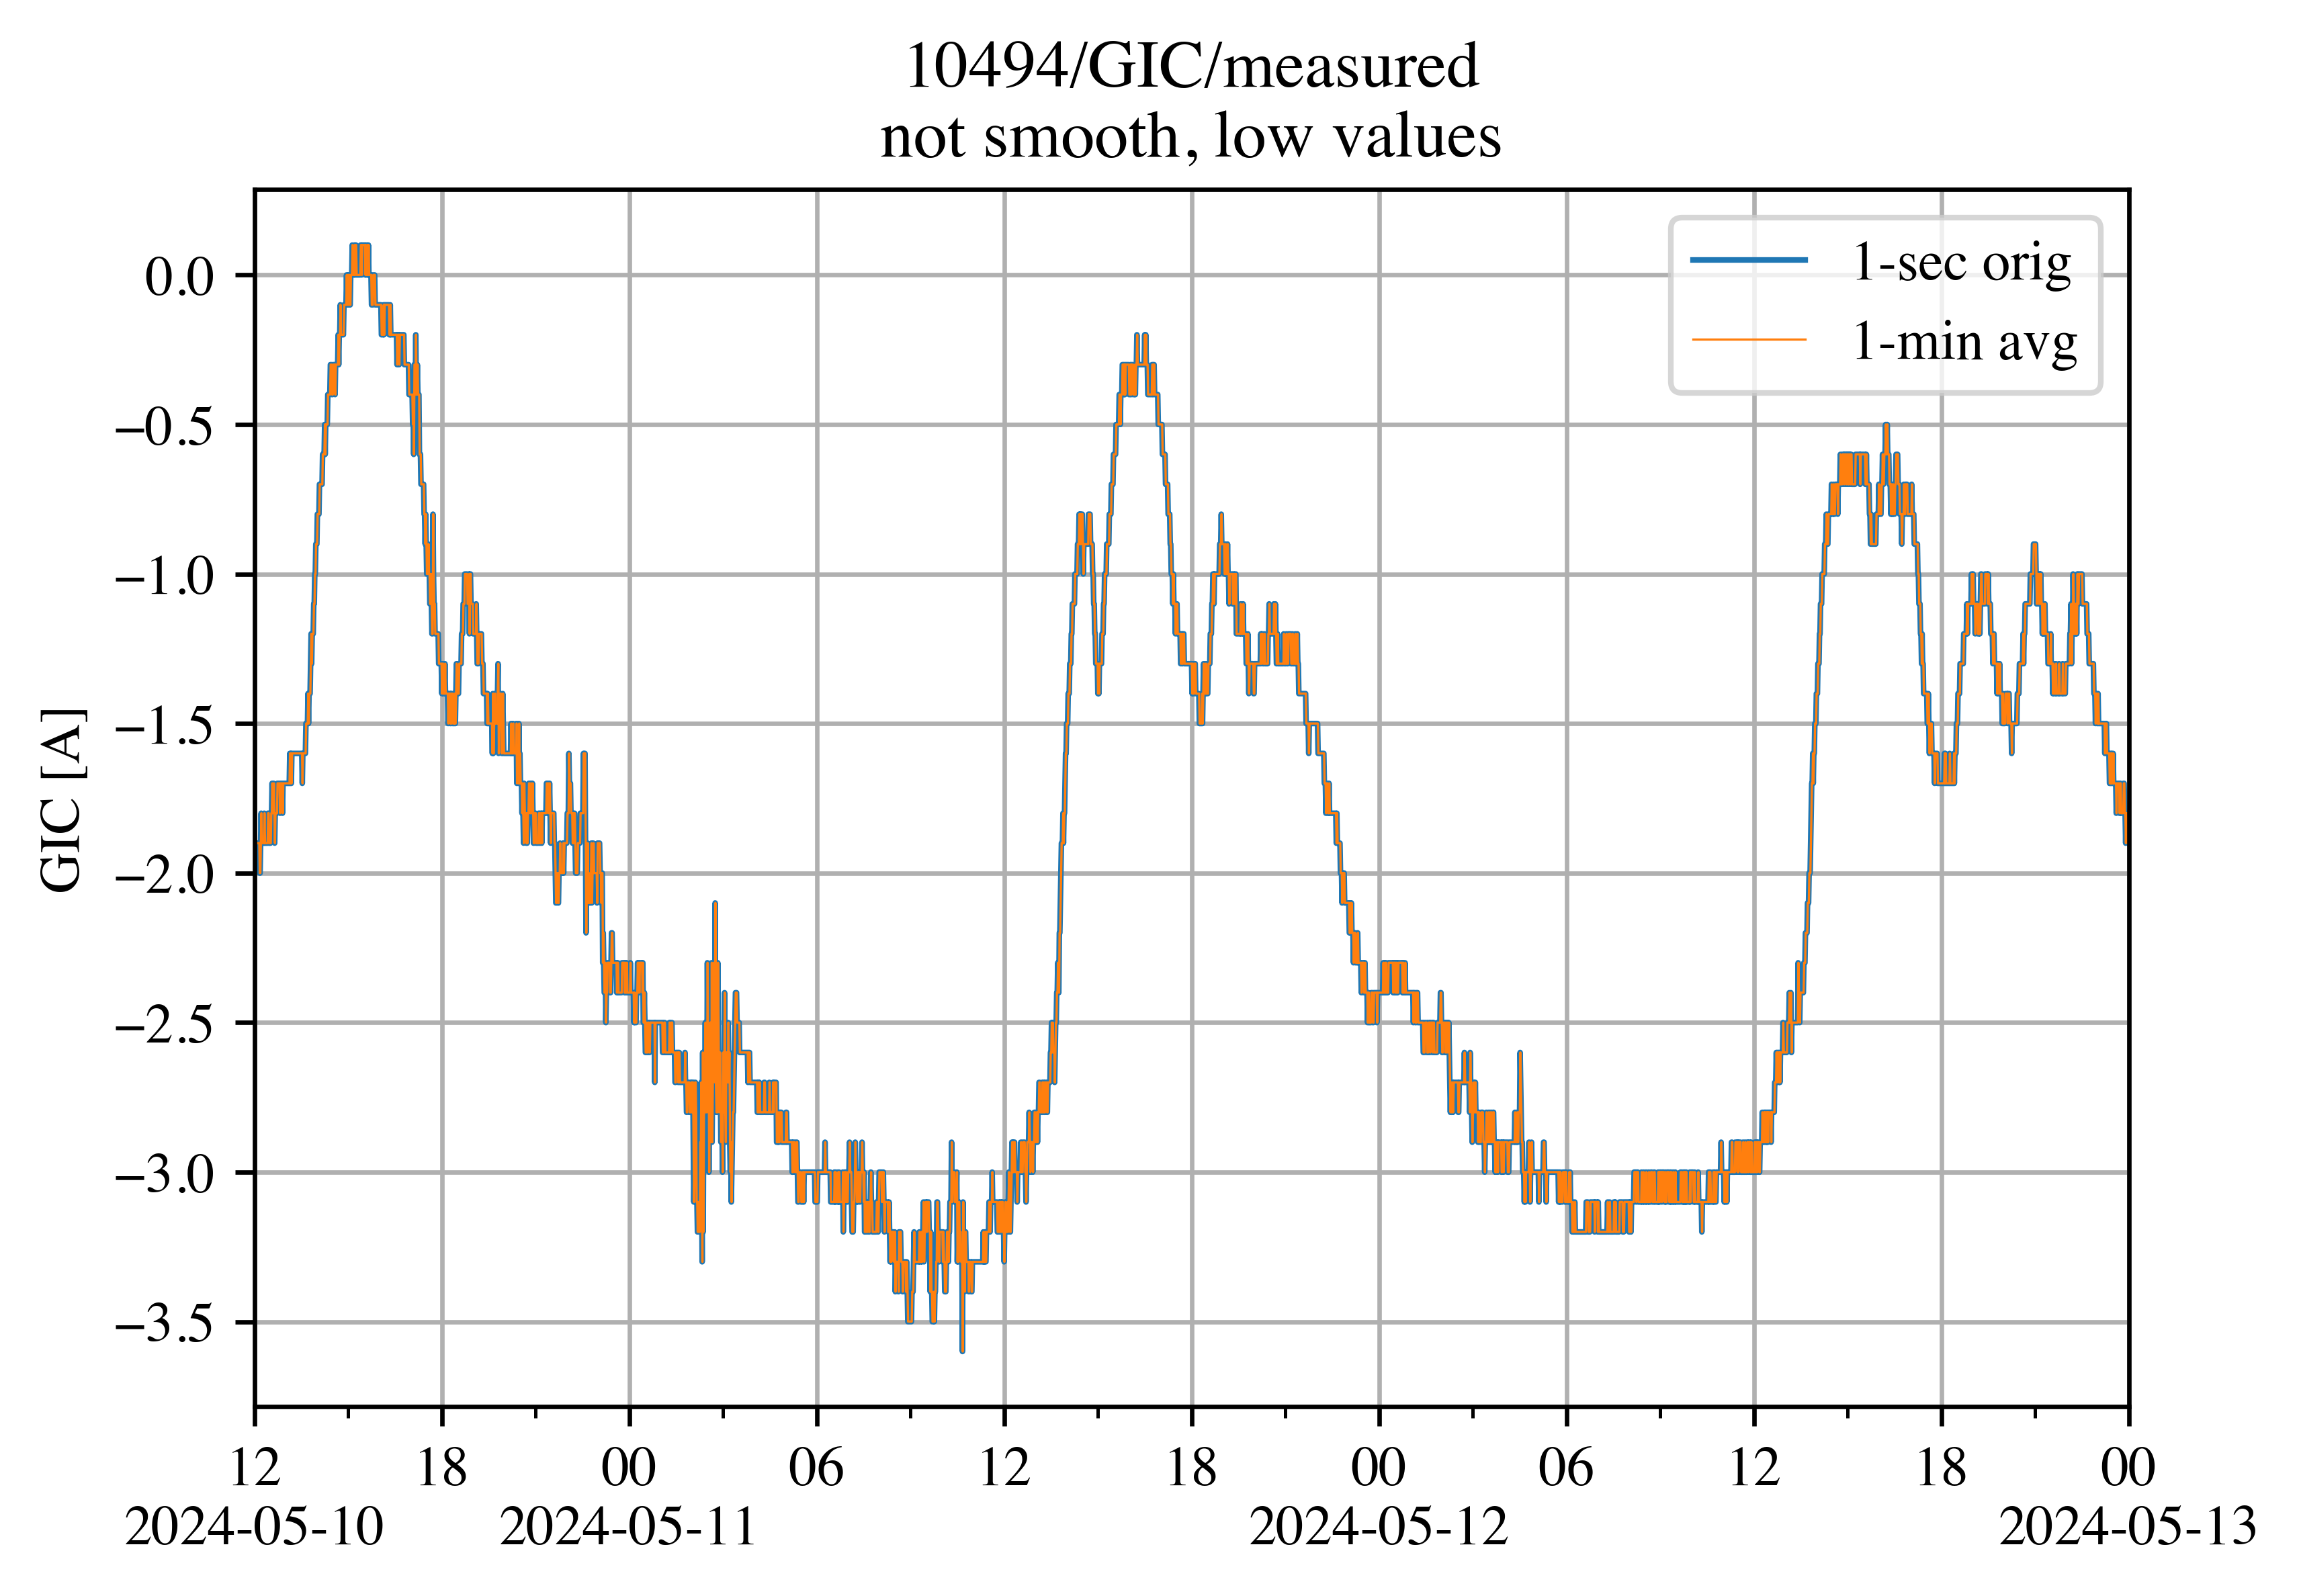 10494/GIC/measured
not smooth, low values
1-sec orig
1-min avg
GIC [A]
0.0
−0.5
−1.0
−1.5
−2.0
−2.5
−3.0
−3.5
12 18 00 06 12 18 00 06 12 18 00
2024-05-10 2024-05-11 2024-05-12 2024-05-13